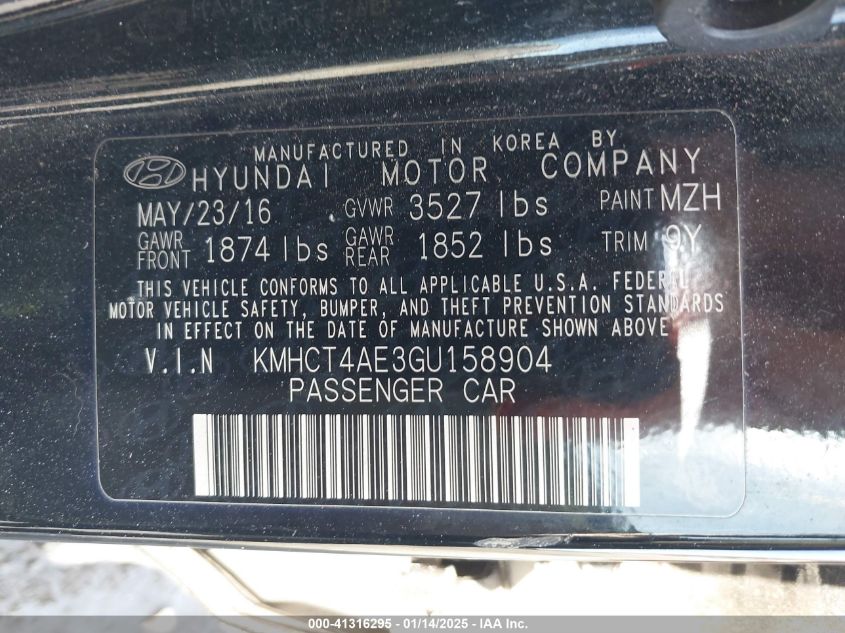 MANUFACTURED IN KOREA BY
HYUNDAI MOTOR COMPANY
MAY/23/16 GVWR 3527 lbs PAINT MZH
GAWR FRONT 1874 lbs GAWR REAR 1852 lbs TRIM 9Y
THIS VEHICLE CONFORMS TO ALL APPLICABLE U.S.A. FEDERAL
MOTOR VEHICLE SAFETY, BUMPER, AND THEFT PREVENTION STANDARDS
IN EFFECT ON THE DATE OF MANUFACTURE SHOWN ABOVE
V.I.N KMHCT4AE3GU158904
PASSENGER CAR
000-41316295 - 01/14/2025 - IAA Inc.